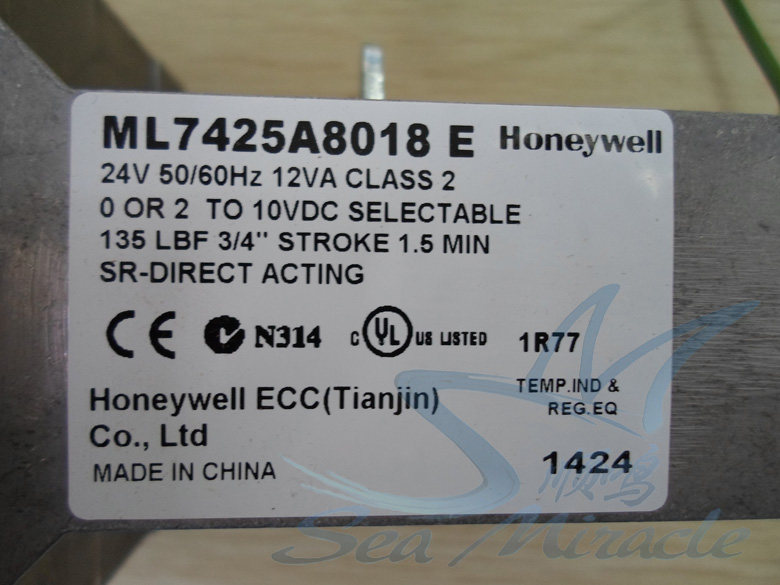 ML7425A8018 E Honeywell
24V 50/60Hz 12VA CLASS 2
0 OR 2 TO 10VDC SELECTABLE
135 LBF 3/4" STROKE 1.5 MIN
SR-DIRECT ACTING
CE N314 C UL US LISTED 1R77
TEMP.IND &
REG.EQ
Honeywell ECC(Tianjin)
Co., Ltd
MADE IN CHINA
1424
Sea Miracle